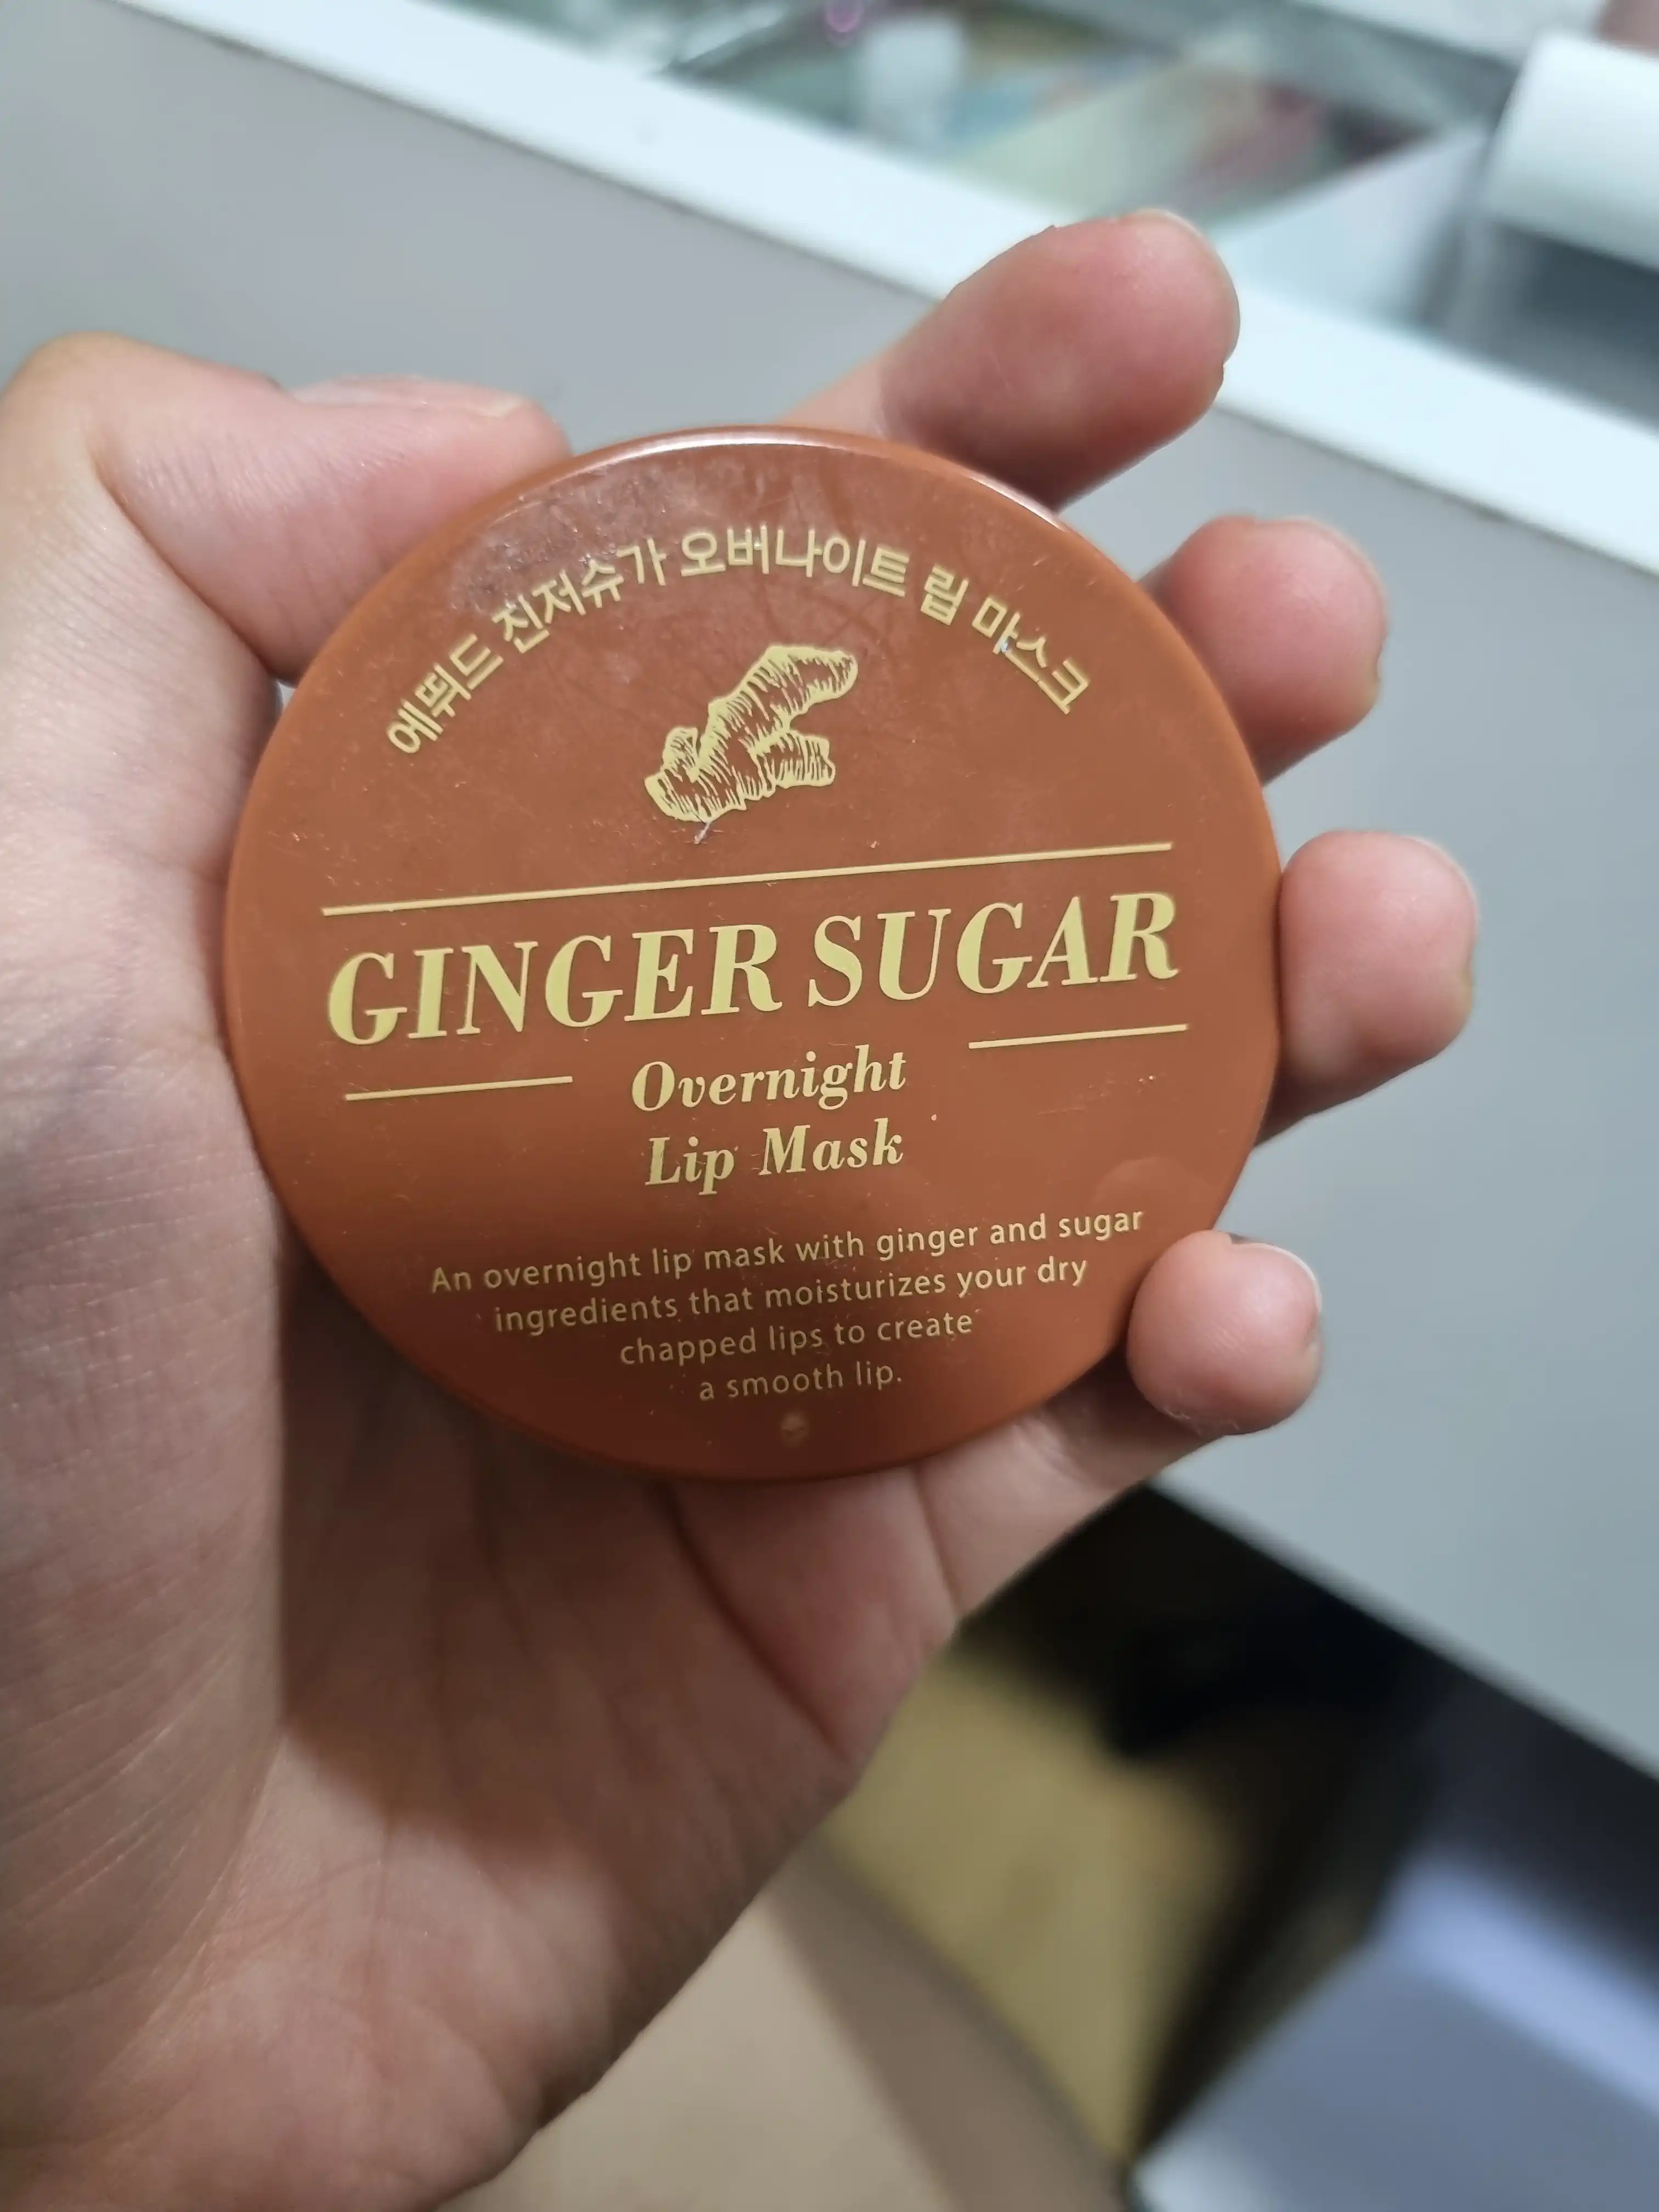 에뛰드 진저슈가 오버나이트 립 마스크
GINGER SUGAR
Overnight
Lip Mask
An overnight lip mask with ginger and sugar
ingredients that moisturizes your dry
chapped lips to create
a smooth lip.